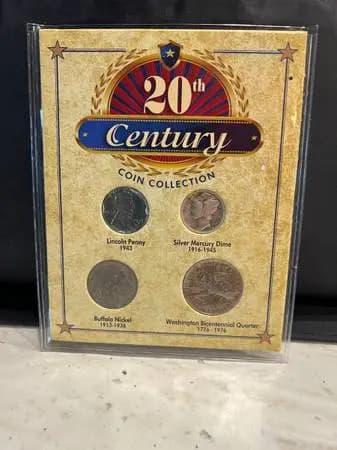 20th
Century
COIN COLLECTION
Lincoln Penny
1943
Silver Mercury Dime
1916-1945
Buffalo Nickel
1913-1938
Washington Bicentennial Quarter
1776-1976